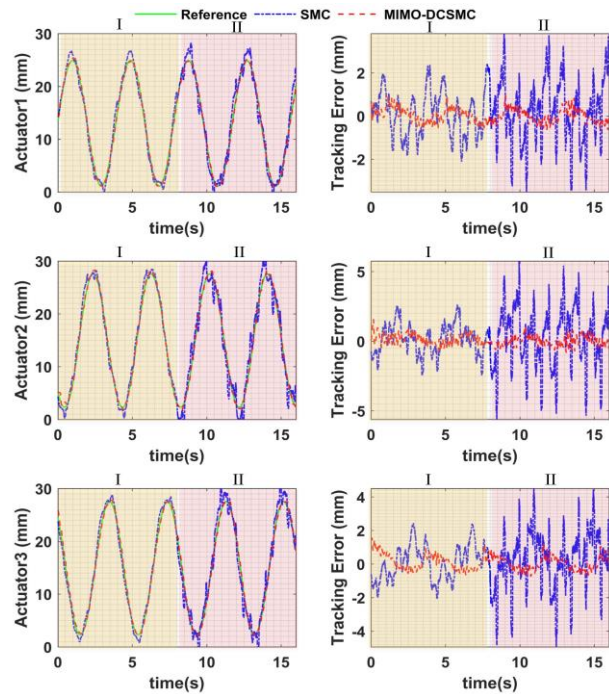 Reference SMC MIMO-DCSMC
I II
Actuator1 (mm)
30
20
10
0
0 5 10 15
time(s)
I II
Tracking Error (mm)
2
0
-2
0 5 10 15
time(s)
I II
Actuator2 (mm)
30
20
10
0
0 5 10 15
time(s)
I II
Tracking Error (mm)
5
0
-5
0 5 10 15
time(s)
I II
Actuator3 (mm)
30
20
10
0
0 5 10 15
time(s)
I II
Tracking Error (mm)
4
2
0
-2
-4
0 5 10 15
time(s)